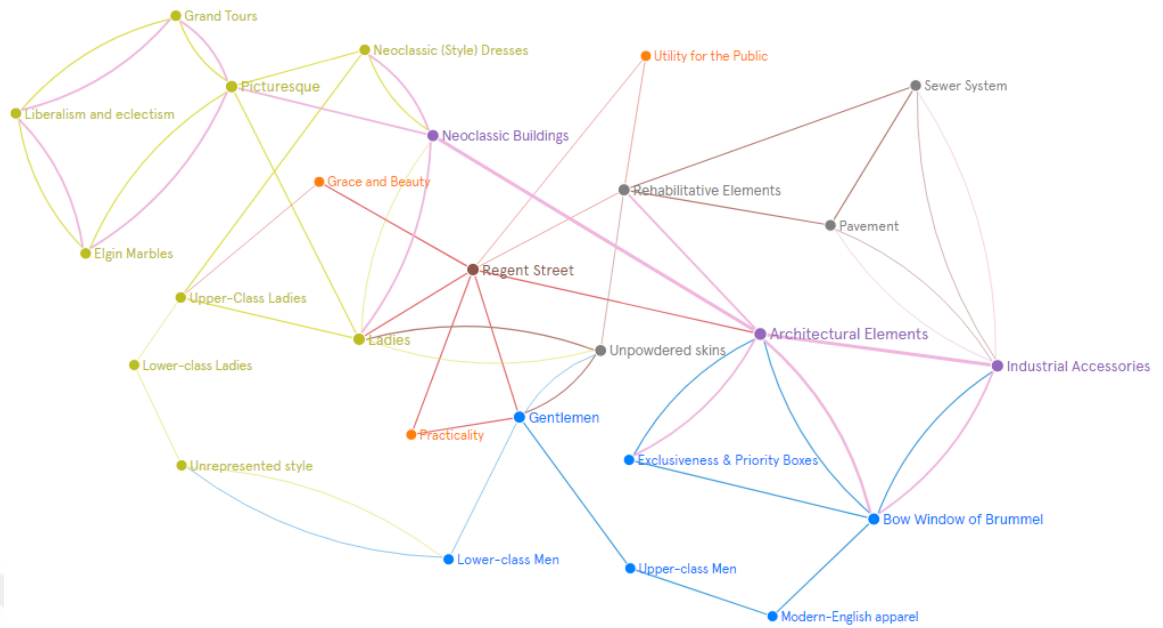 Grand Tours
Neoclassic (Style) Dresses
Utility for the Public
Picturesque
Sewer System
Liberalism and eclectism
Neoclassic Buildings
Grace and Beauty
Rehabilitative Elements
Pavement
Elgin Marbles
Regent Street
Upper-Class Ladies
Architectural Elements
Ladies
Unpowdered skins
Lower-class Ladies
Industrial Accessories
Gentlemen
Practicality
Exclusiveness & Priority Boxes
Unrepresented style
Bow Window of Brummel
Lower-class Men
Upper-class Men
Modern-English apparel